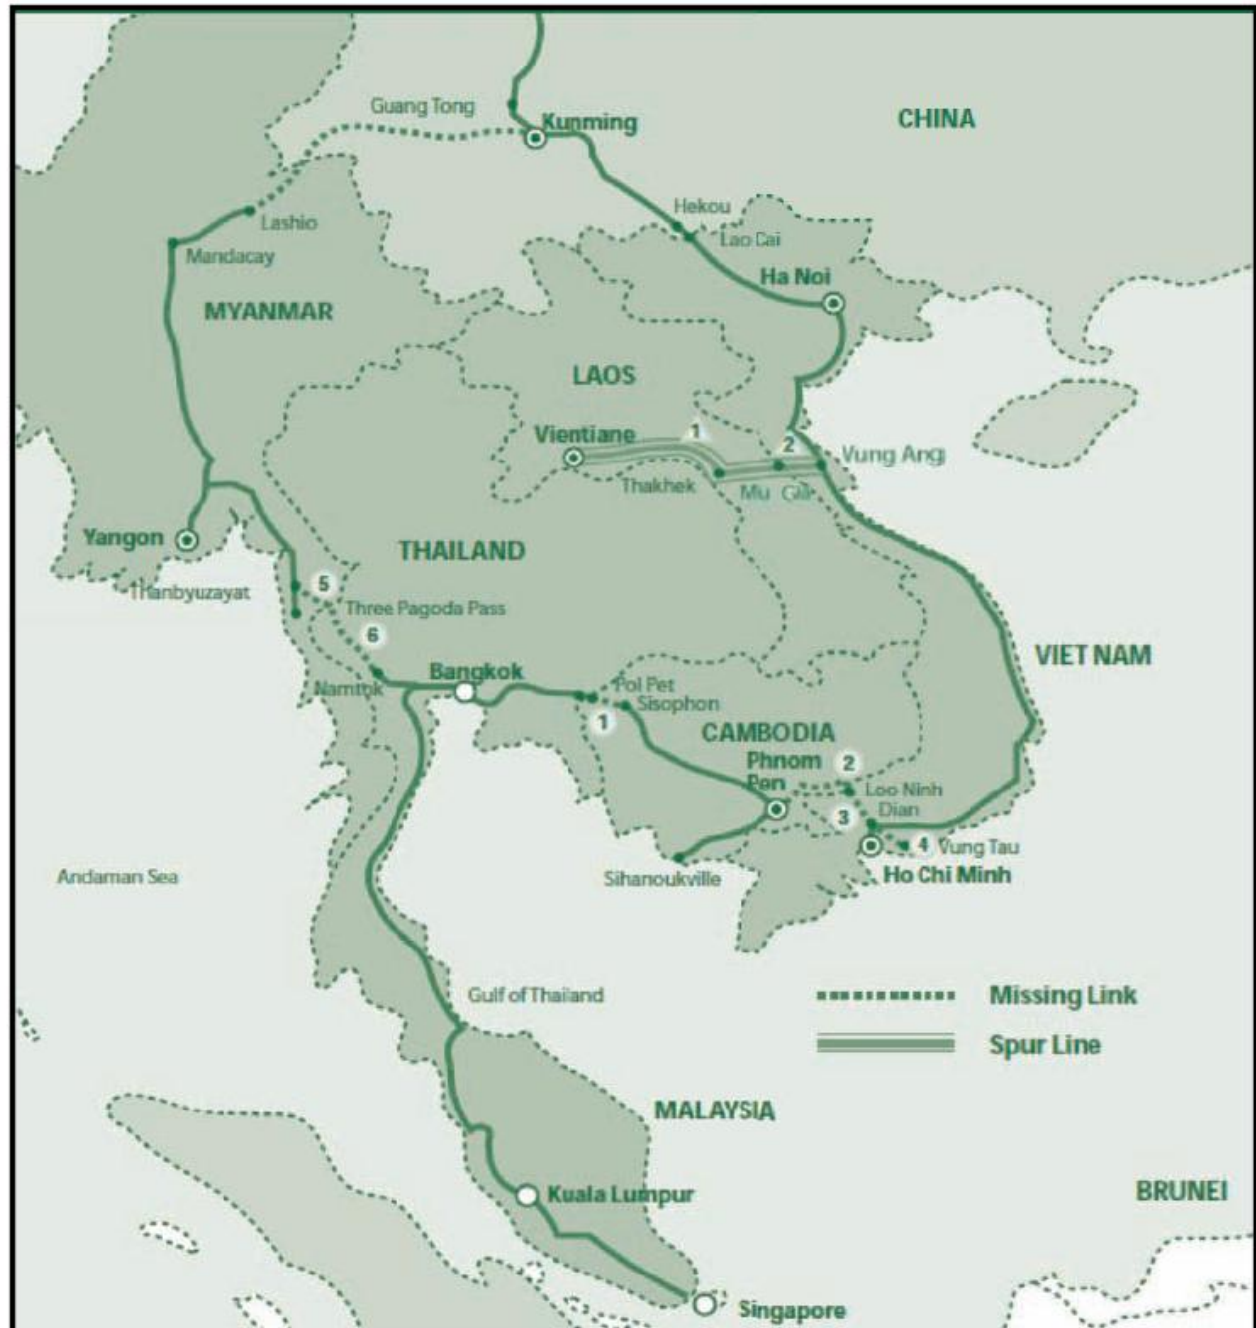 Guang Tong
Kunming
CHINA
Hekou
Lashio
Lao Cai
Mandacay
Ha Noi
MYANMAR
LAOS
Vientiane
1
2
Vung Ang
Thakhek
Mu Gia
Yangon
THAILAND
5
Thanbyuzayat
Three Pagoda Pass
6
VIET NAM
Bangkok
Namtok
Pol Pet
Sisophon
1
CAMBODIA
Phnom
Pen
2
Loo Ninh
Dian
3
4
Vung Tau
Ho Chi Minh
Sihanoukville
Andaman Sea
Gulf of Thailand
Missing Link
Spur Line
MALAYSIA
Kuala Lumpur
BRUNEI
Singapore